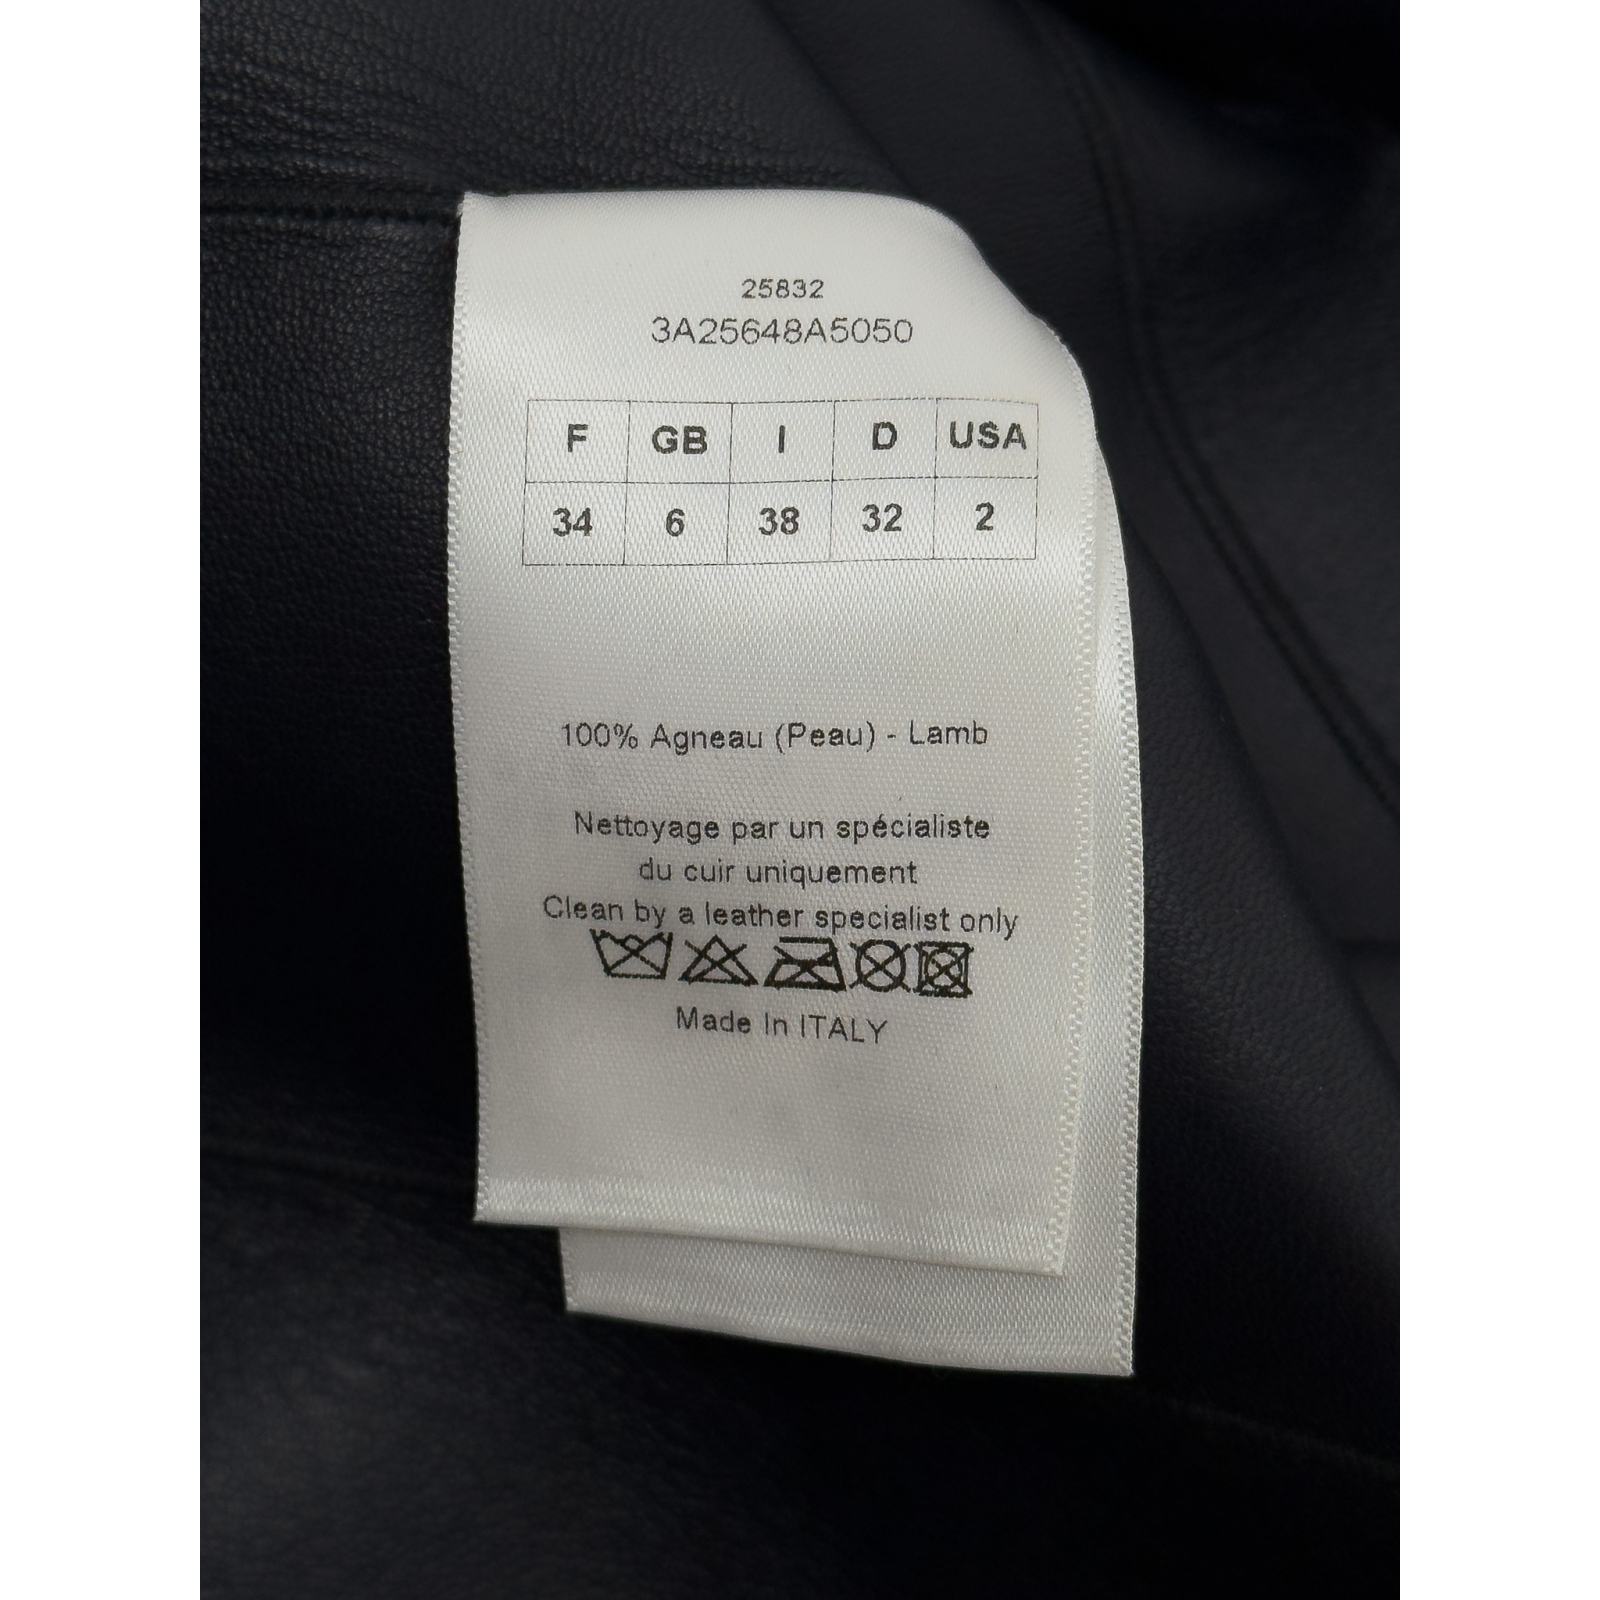 25832
3A25648A5050
F GB I D USA
34 6 38 32 2
100% Agneau (Peau) - Lamb
Nettoyage par un spécialiste
du cuir uniquement
Clean by a leather specialist only
Made In ITALY